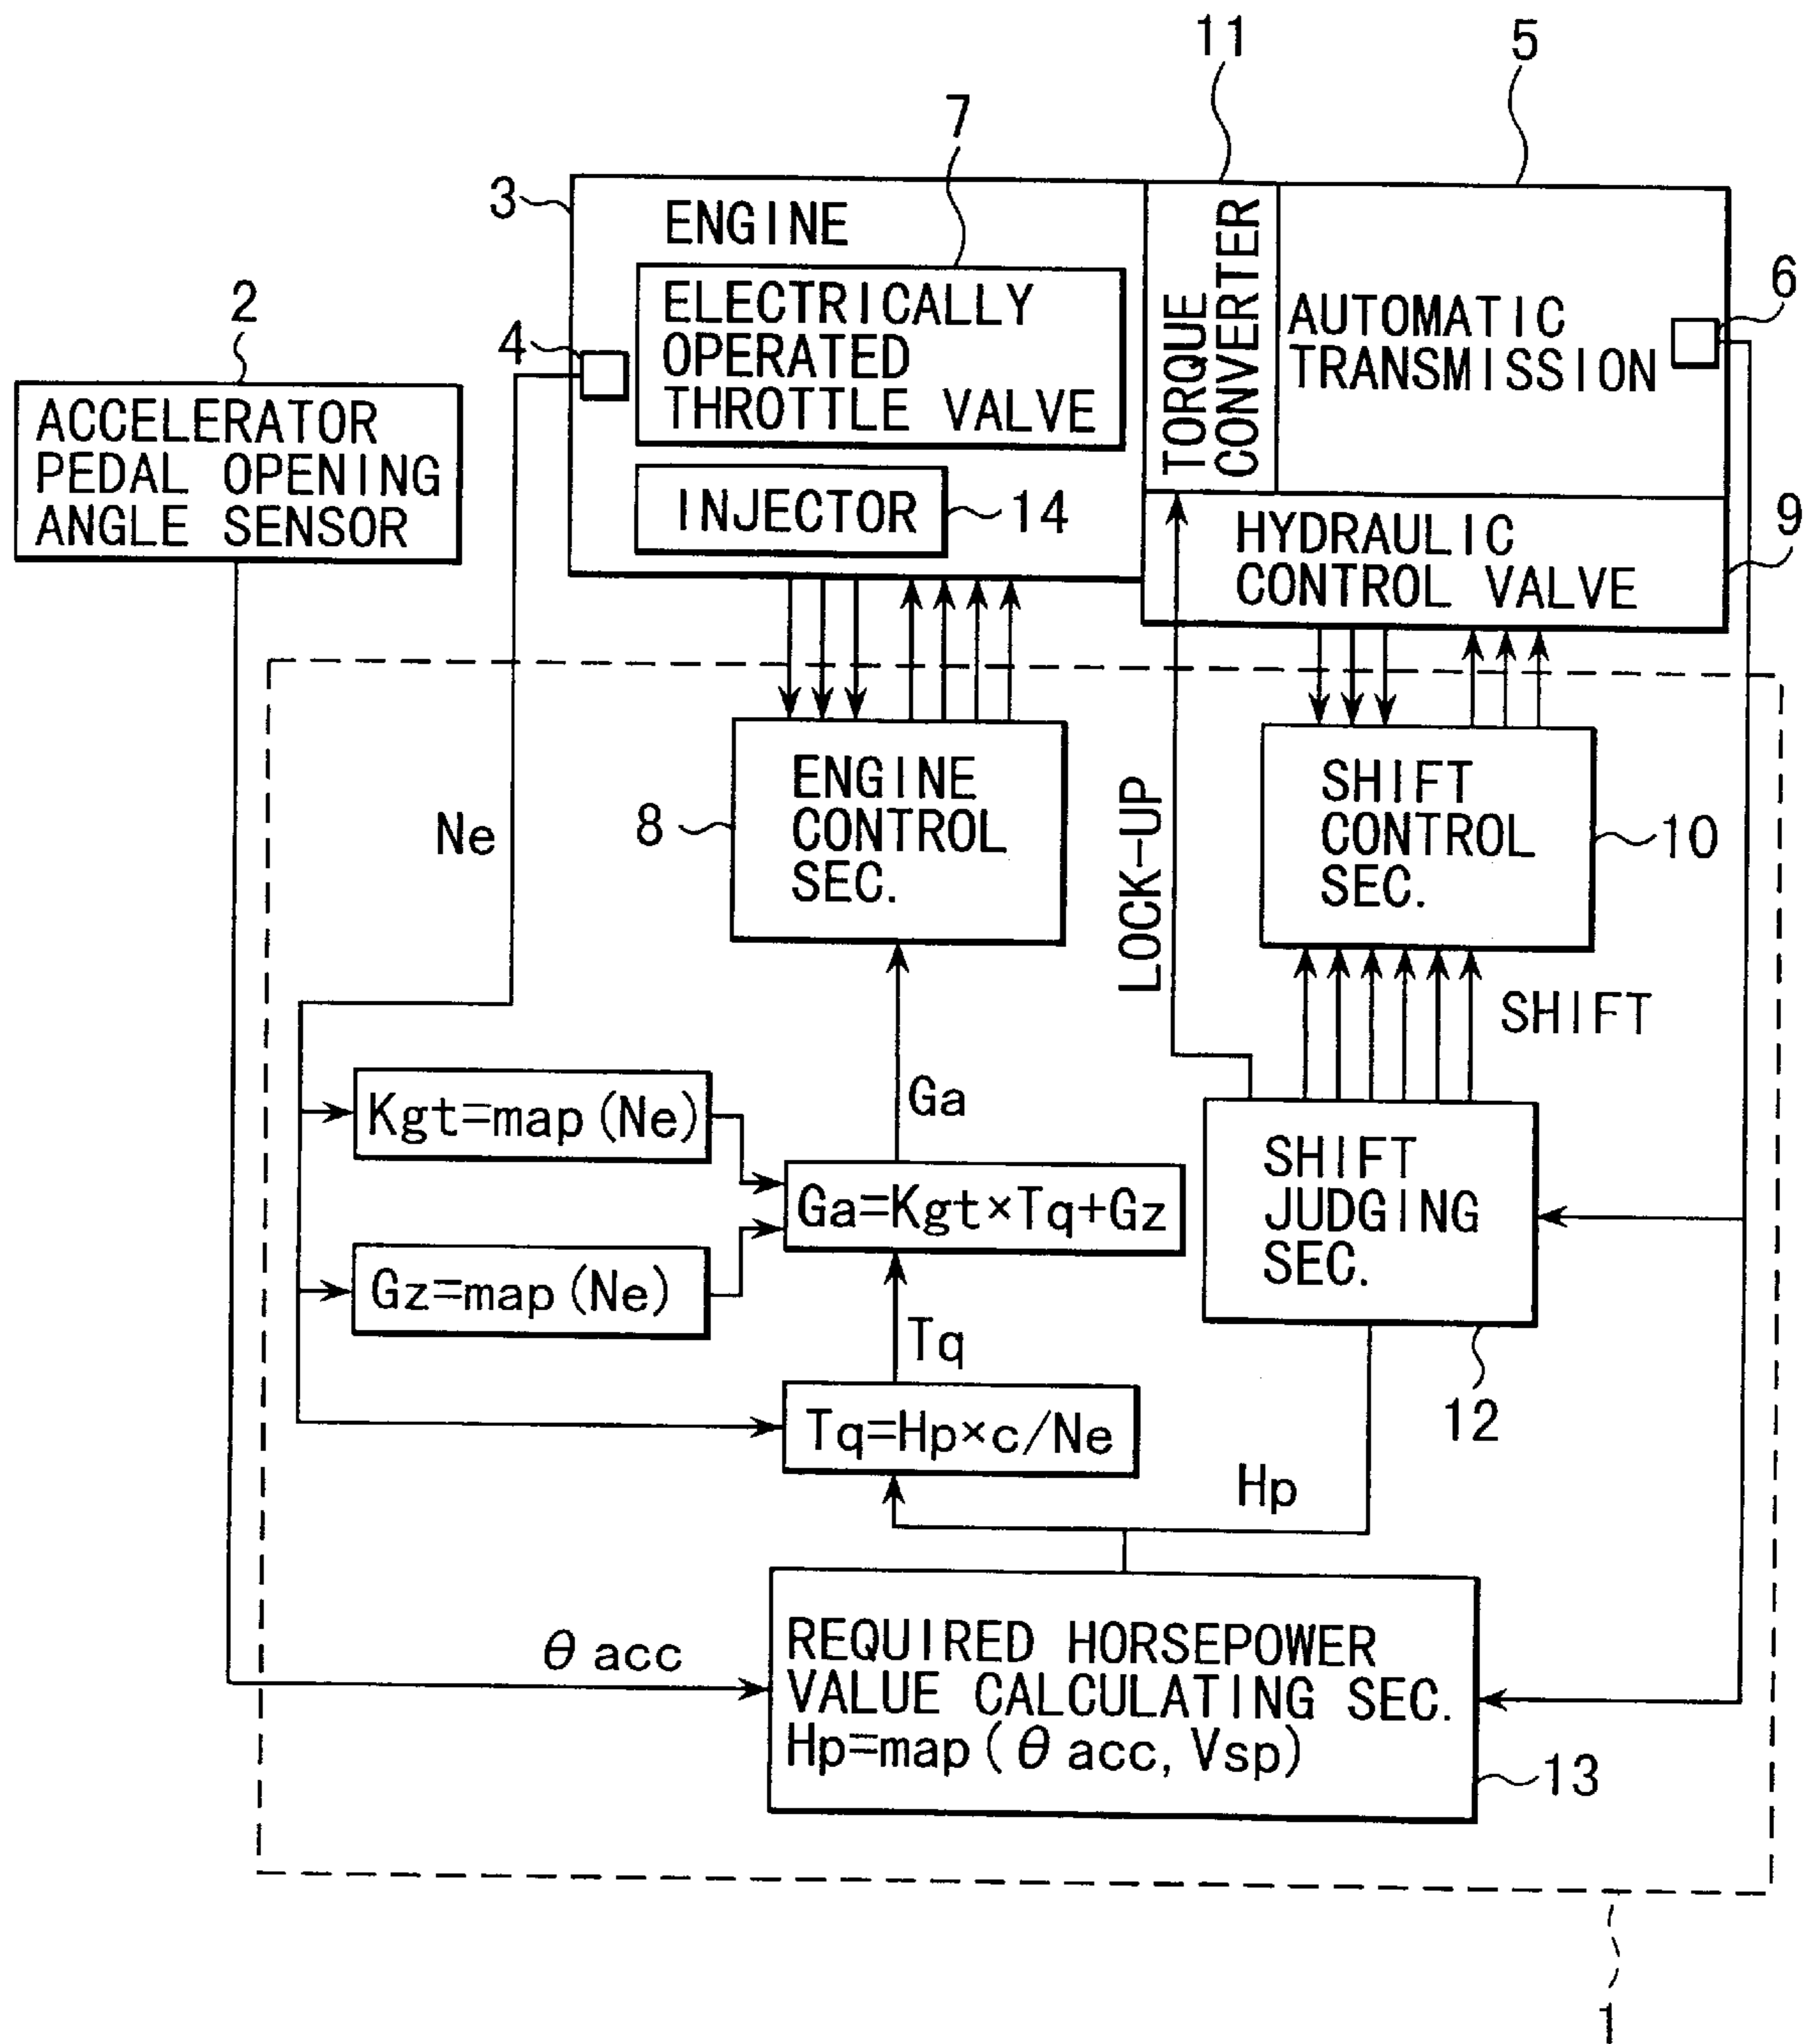 11
5
7
3
ENGINE
TORQUE
CONVERTER
6
2
ELECTRICALLY
OPERATED
THROTTLE VALVE
4
AUTOMATIC
TRANSMISSION
ACCELERATOR
PEDAL OPENING
ANGLE SENSOR
INJECTOR
14
HYDRAULIC
CONTROL VALVE
9
ENGINE
CONTROL
SEC.
8
SHIFT
CONTROL
SEC.
10
Ne
LOCK-UP
SHIFT
Kgt=map(Ne)
Ga
Ga=Kgt×Tq+Gz
SHIFT
JUDGING
SEC.
Gz=map(Ne)
Tq
12
Tq=Hp×c/Ne
Hp
θ acc
REQUIRED HORSEPOWER
VALUE CALCULATING SEC.
Hp=map(θ acc, Vsp)
13
1